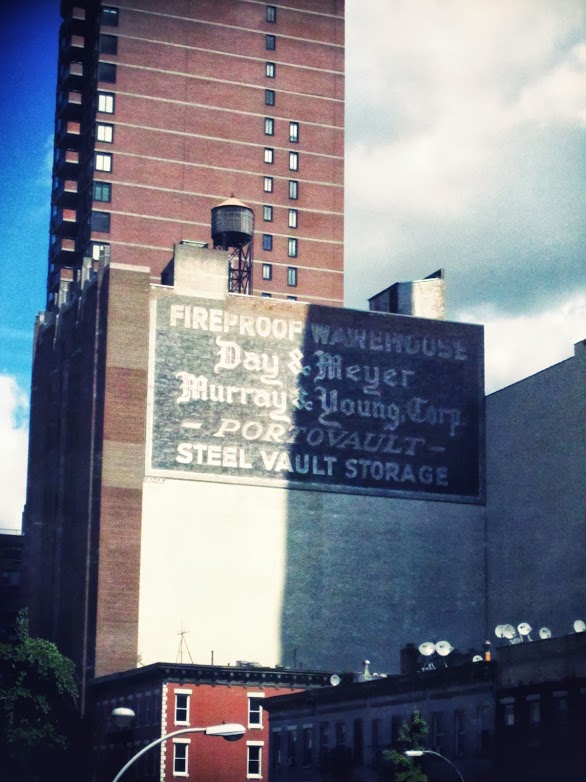 FIREPROOF WAREHOUSE
Day & Meyer
Murray & Young, Corp.
- PORTOVAULT -
STEEL VAULT STORAGE